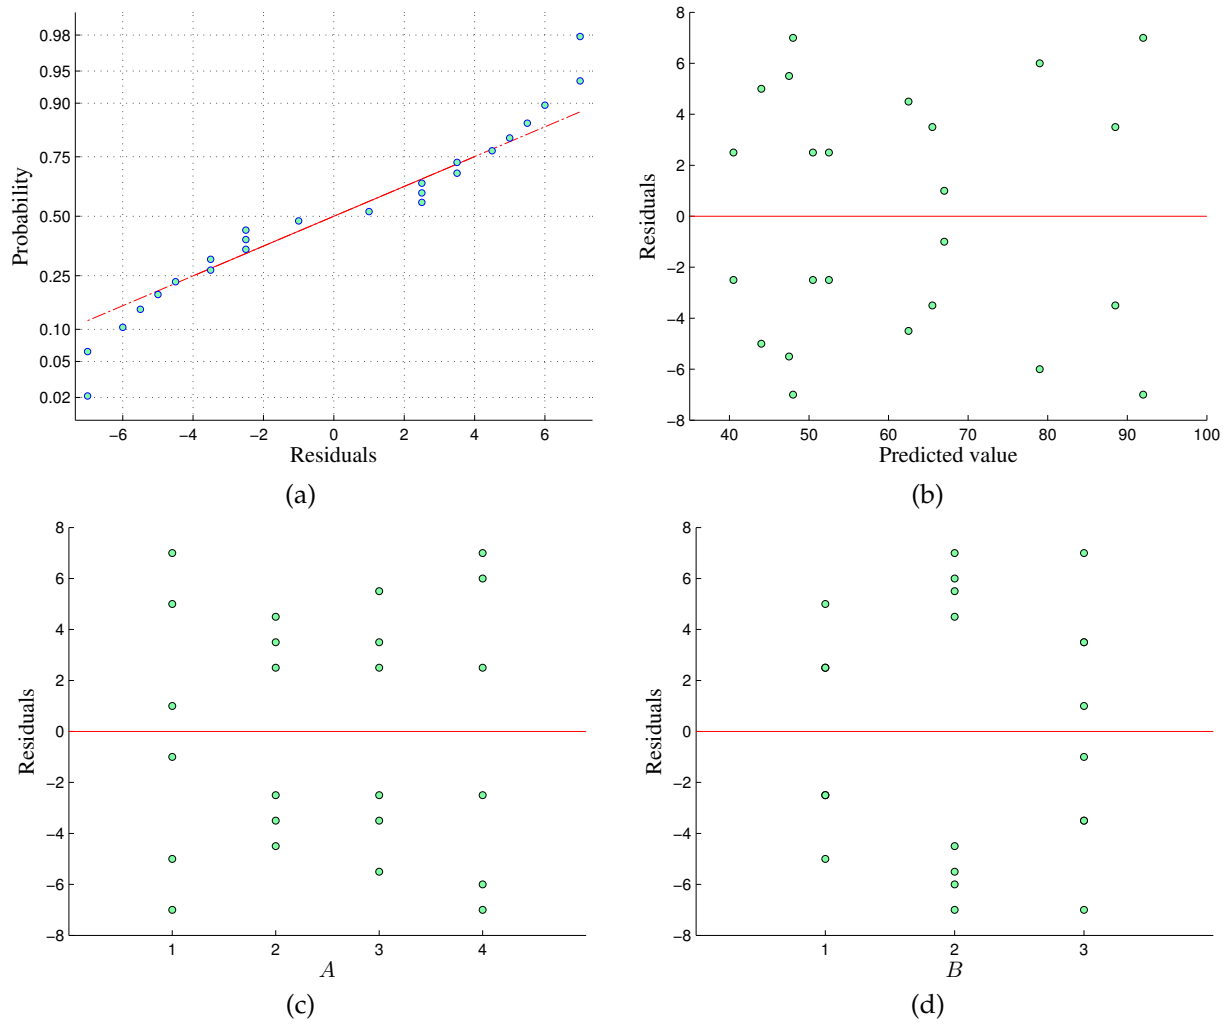 0.98
0.95
0.90
0.75
0.50
0.25
0.10
0.05
0.02
Probability
−6 −4 −2 0 2 4 6
Residuals
(a)
8
6
4
2
0
−2
−4
−6
−8
Residuals
40 50 60 70 80 90 100
Predicted value
(b)
8
6
4
2
0
−2
−4
−6
−8
Residuals
1 2 3 4
A
(c)
8
6
4
2
0
−2
−4
−6
−8
Residuals
1 2 3
B
(d)